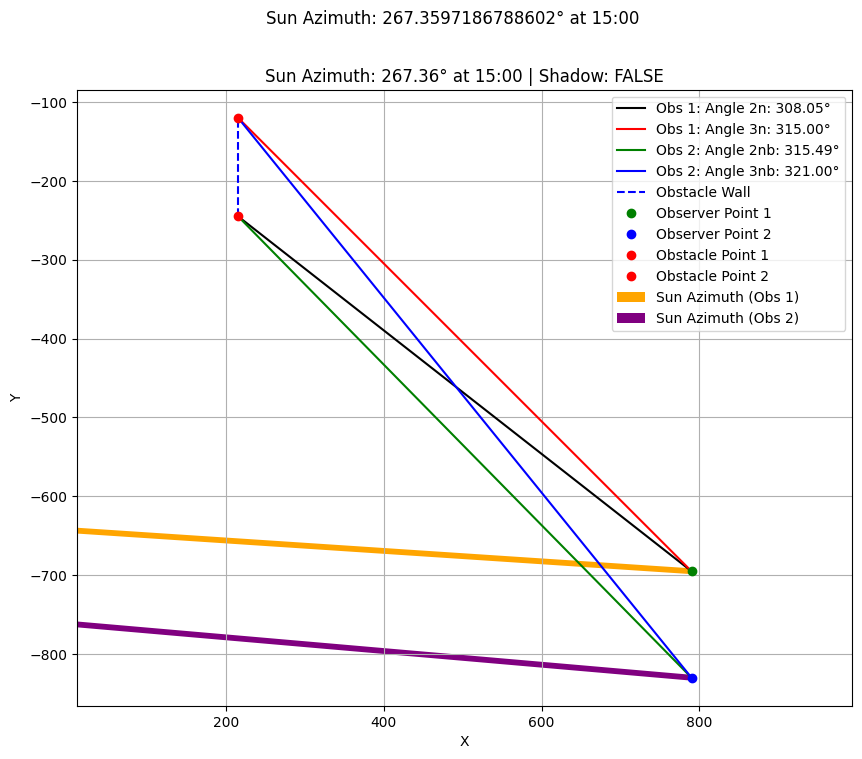 Sun Azimuth: 267.3597186788602° at 15:00
Sun Azimuth: 267.36° at 15:00 | Shadow: FALSE
Obs 1: Angle 2n: 308.05°
Obs 1: Angle 3n: 315.00°
Obs 2: Angle 2nb: 315.49°
Obs 2: Angle 3nb: 321.00°
Obstacle Wall
Observer Point 1
Observer Point 2
Obstacle Point 1
Obstacle Point 2
Sun Azimuth (Obs 1)
Sun Azimuth (Obs 2)
Y
−100
−200
−300
−400
−500
−600
−700
−800
200
400
600
800
X